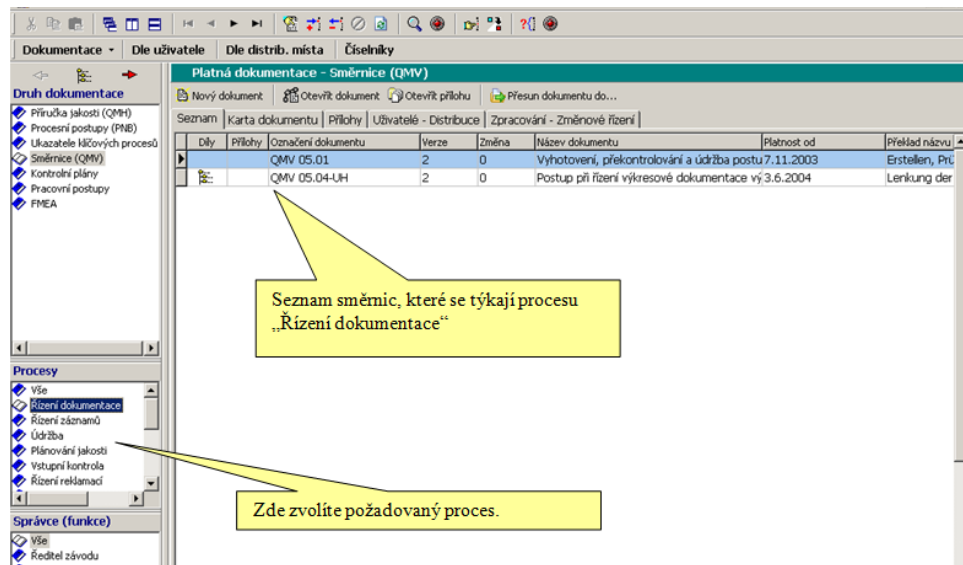 Dokumentace Dle uživatele Dle distrib. místa Číselníky
Druh dokumentace
Příručka jakosti (QMH)
Procesní postupy (PNB)
Ukazatele klíčových procesů
Směrnice (QMV)
Kontrolní plány
Pracovní postupy
FMEA
Platná dokumentace - Směrnice (QMV)
Nový dokument Otevřít dokument Otevřít přílohu Přesun dokumentu do...
Seznam Karta dokumentu Přílohy Uživatelé - Distribuce Zpracování - Změnové řízení
Díly Přílohy Označení dokumentu Verze Změna Název dokumentu Platnost od Překlad názvu
QMV 05.01 2 0 Vyhotovení, překontrolování a údržba postu 7.11.2003 Erstellen, Prü
QMV 05.04-UH 2 0 Postup při řízení výkresové dokumentace vý 3.6.2004 Lenkung der
Seznam směrnic, které se týkají procesu
„Řízení dokumentace“
Procesy
Vše
Řízení dokumentace
Řízení záznamů
Údržba
Plánování jakosti
Vstupní kontrola
Řízení reklamací
Zde zvolíte požadovaný proces.
Správce (funkce)
Vše
Ředitel závodu